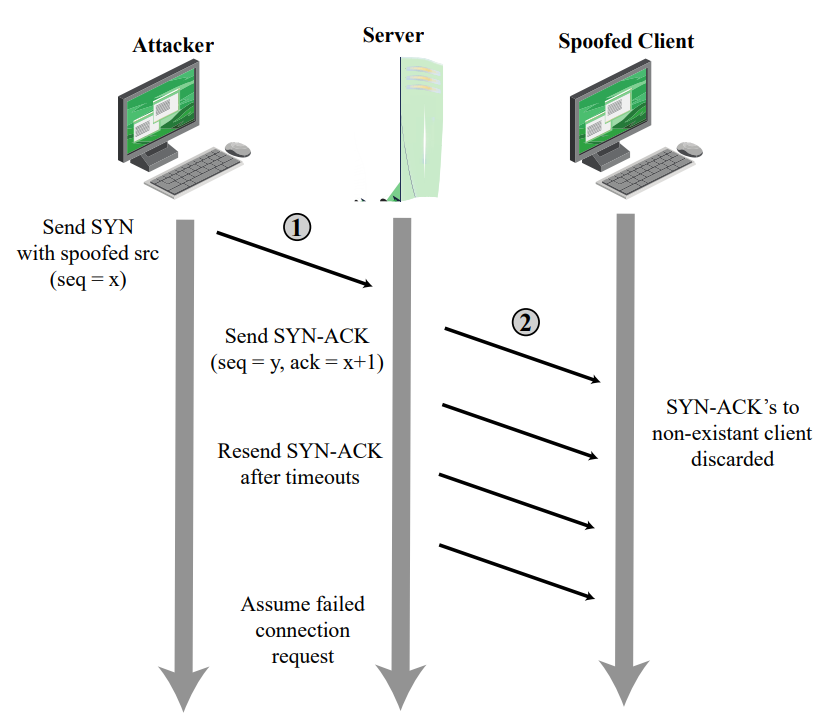 Attacker
Server
Spoofed Client
Send SYN
with spoofed src
(seq = x)
1
2
Send SYN-ACK
(seq = y, ack = x+1)
SYN-ACK’s to
non-existant client
discarded
Resend SYN-ACK
after timeouts
Assume failed
connection
request